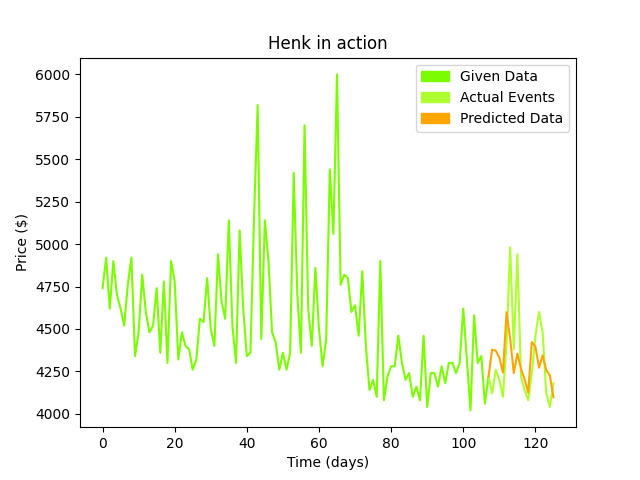 Henk in action
Given Data
Actual Events
Predicted Data
Price ($)
6000
5750
5500
5250
5000
4750
4500
4250
4000
0 20 40 60 80 100 120
Time (days)